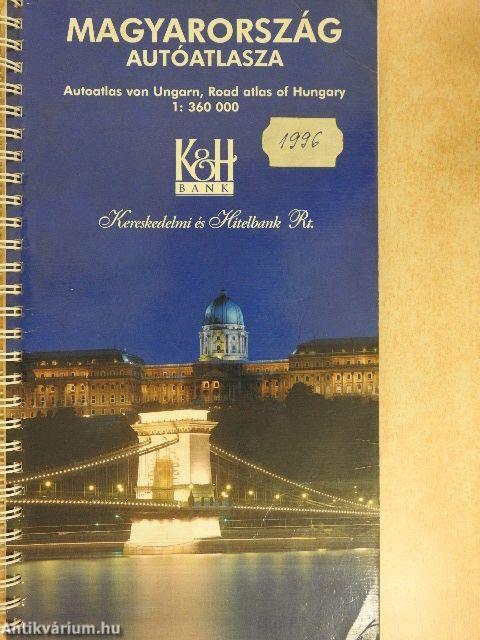 MAGYARORSZÁG
AUTÓATLASZA
Autoatlas von Ungarn, Road atlas of Hungary
1: 360 000
1996
K&H
BANK
Kereskedelmi és Hitelbank Rt.
Antikvárium.hu